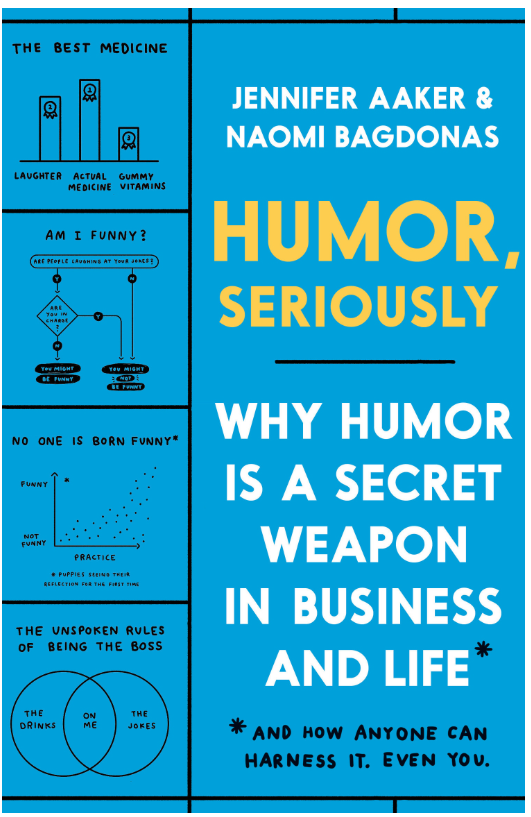 THE BEST MEDICINE
1
1
2
LAUGHTER
ACTUAL
MEDICINE
GUMMY
VITAMINS
AM I FUNNY?
ARE PEOPLE LAUGHING AT YOUR JOKES?
Y
N
ARE
YOU IN
CHARGE
?
Y
N
YOU MIGHT
BE FUNNY
YOU MIGHT
NOT
BE FUNNY
NO ONE IS BORN FUNNY*
FUNNY
*
NOT
FUNNY
PRACTICE
* PUPPIES SEEING THEIR
REFLECTION FOR THE FIRST TIME
THE UNSPOKEN RULES
OF BEING THE BOSS
THE
DRINKS
ON
ME
THE
JOKES
JENNIFER AAKER &
NAOMI BAGDONAS
HUMOR,
SERIOUSLY
WHY HUMOR
IS A SECRET
WEAPON
IN BUSINESS
AND LIFE*
*AND HOW ANYONE CAN
HARNESS IT. EVEN YOU.